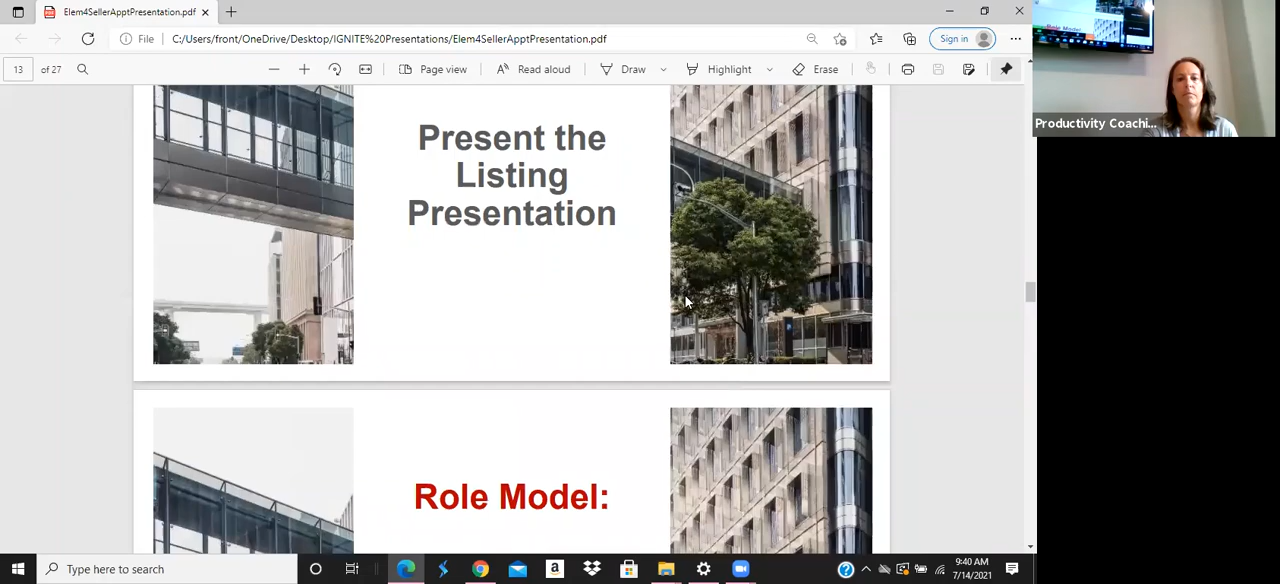 Elem4SellerApptPresentation.pdf
File
C:/Users/front/OneDrive/Desktop/IGNITE%20Presentations/Elem4SellerApptPresentation.pdf
Sign in
13 of 27
Page view
Read aloud
Draw
Highlight
Erase
Productivity Coachi...
Present the
Listing
Presentation
Role Model:
Type here to search
9:40 AM
7/14/2021